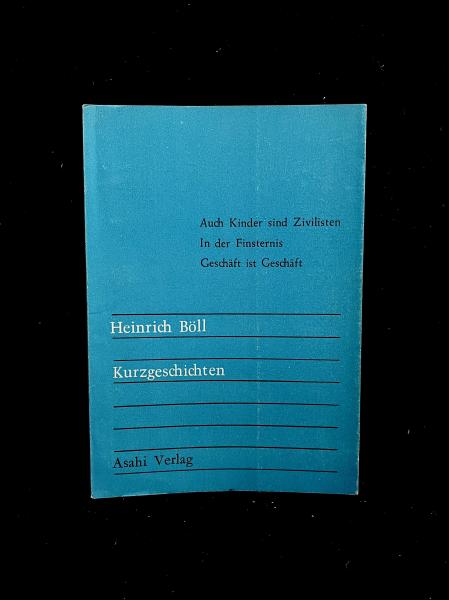 Auch Kinder sind Zivilisten
In der Finsternis
Geschäft ist Geschäft
Heinrich Böll
Kurzgeschichten
Asahi Verlag